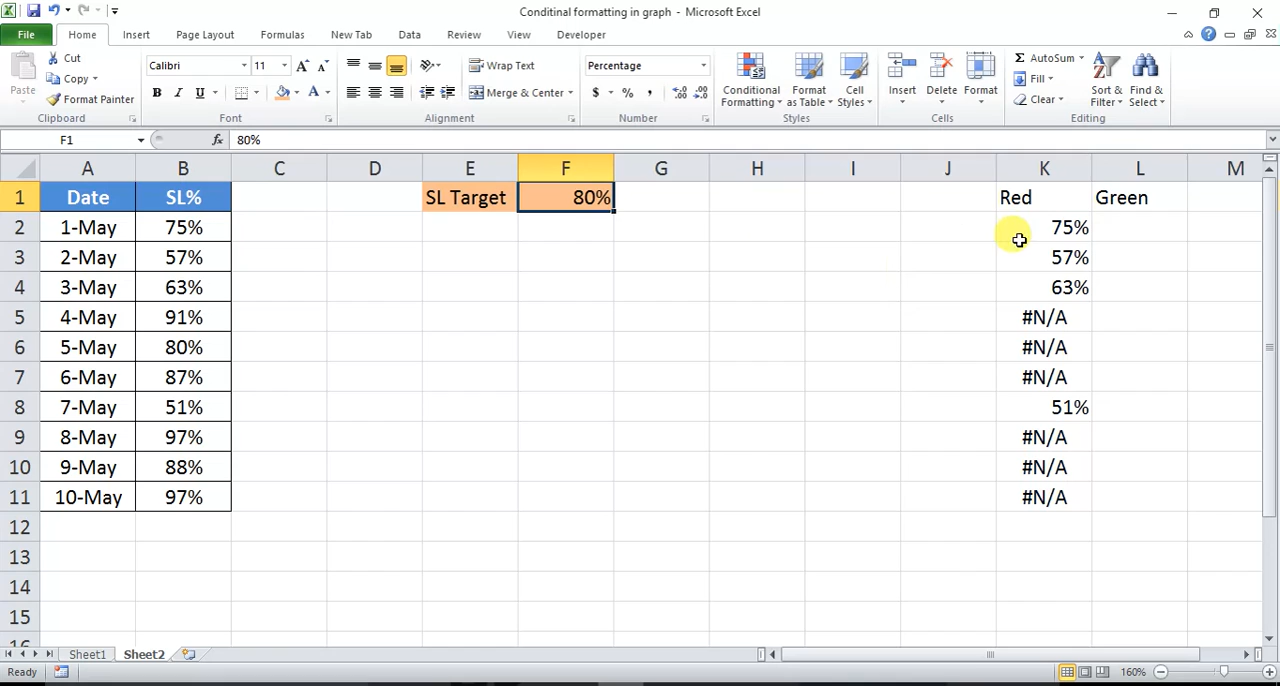 Conditinal formatting in graph - Microsoft Excel
File Home Insert Page Layout Formulas New Tab Data Review View Developer
Paste
Cut
Copy
Format Painter
Clipboard
Calibri 11
B I U
Font
Wrap Text
Merge & Center
Alignment
Percentage
$ % ,
Number
Conditional Formatting
Format as Table
Cell Styles
Styles
Insert Delete Format
Cells
AutoSum
Fill
Clear
Sort & Filter
Find & Select
Editing
F1 fx 80%
A B C D E F G H I J K L M
1 Date SL% SL Target 80% Red Green
2 1-May 75% 75%
3 2-May 57% 57%
4 3-May 63% 63%
5 4-May 91% #N/A
6 5-May 80% #N/A
7 6-May 87% #N/A
8 7-May 51% 51%
9 8-May 97% #N/A
10 9-May 88% #N/A
11 10-May 97% #N/A
12
13
14
15
16
Sheet1 Sheet2
Ready 160%